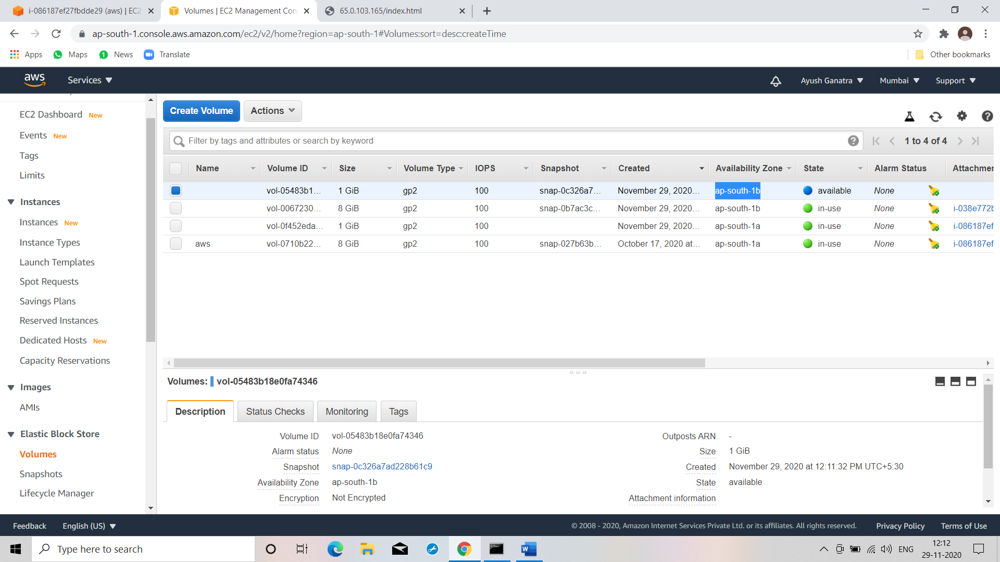 i-086187ef27fbdde29 (aws) | EC2
Volumes | EC2 Management Con
65.0.103.165/index.html
ap-south-1.console.aws.amazon.com/ec2/v2/home?region=ap-south-1#Volumes:sort=desc:createTime
Apps Maps News Translate Other bookmarks
aws Services Ayush Ganatra Mumbai Support
EC2 Dashboard New
Events New
Tags
Limits
Instances
Instances New
Instance Types
Launch Templates
Spot Requests
Savings Plans
Reserved Instances
Dedicated Hosts New
Capacity Reservations
Images
AMIs
Elastic Block Store
Volumes
Snapshots
Lifecycle Manager
Create Volume Actions
Filter by tags and attributes or search by keyword
1 to 4 of 4
Name Volume ID Size Volume Type IOPS Snapshot Created Availability Zone State Alarm Status Attachmer
vol-05483b1... 1 GiB gp2 100 snap-0c326a7... November 29, 2020... ap-south-1b available None
vol-0067230... 8 GiB gp2 100 snap-0b7ac3c... November 29, 2020... ap-south-1b in-use None i-038e772b
vol-0f452eda... 1 GiB gp2 100 November 29, 2020... ap-south-1a in-use None i-086187ef
aws vol-0710b22... 8 GiB gp2 100 snap-027b63b... October 17, 2020 at... ap-south-1a in-use None i-086187ef
Volumes: vol-05483b18e0fa74346
Description Status Checks Monitoring Tags
Volume ID vol-05483b18e0fa74346 Outposts ARN -
Alarm status None Size 1 GiB
Snapshot snap-0c326a7ad228b61c9 Created November 29, 2020 at 12:11:32 PM UTC+5:30
Availability Zone ap-south-1b State available
Encryption Not Encrypted Attachment information
Feedback English (US) © 2008 - 2020, Amazon Internet Services Private Ltd. or its affiliates. All rights reserved. Privacy Policy Terms of Use
Type here to search
ENG
12:12
29-11-2020